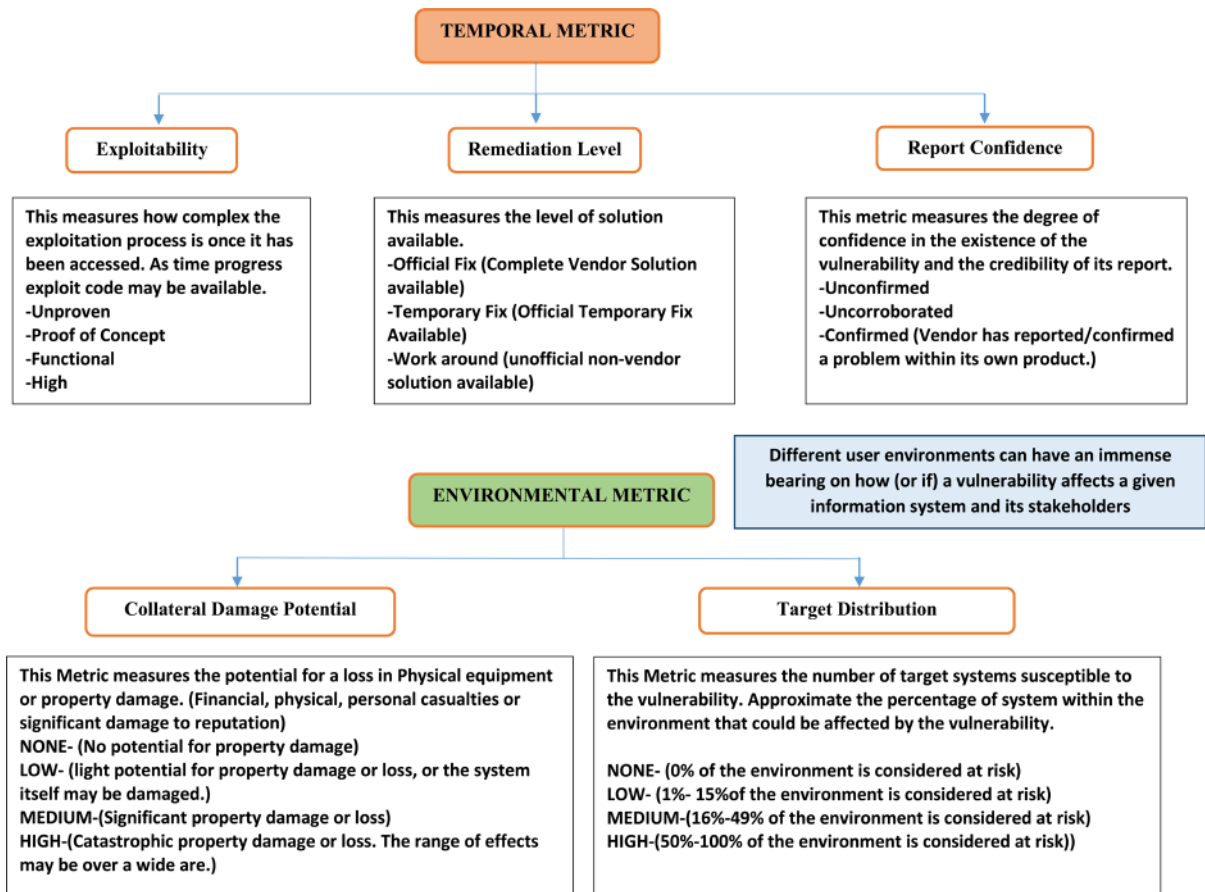 TEMPORAL METRIC
Exploitability
Remediation Level
Report Confidence
This measures how complex the
exploitation process is once it has
been accessed. As time progress
exploit code may be available.
-Unproven
-Proof of Concept
-Functional
-High
This measures the level of solution
available.
-Official Fix (Complete Vendor Solution
available)
-Temporary Fix (Official Temporary Fix
Available)
-Work around (unofficial non-vendor
solution available)
This metric measures the degree of
confidence in the existence of the
vulnerability and the credibility of its report.
-Unconfirmed
-Uncorroborated
-Confirmed (Vendor has reported/confirmed
a problem within its own product.)
Different user environments can have an immense
bearing on how (or if) a vulnerability affects a given
information system and its stakeholders
ENVIRONMENTAL METRIC
Collateral Damage Potential
Target Distribution
This Metric measures the potential for a loss in Physical equipment
or property damage. (Financial, physical, personal casualties or
significant damage to reputation)
NONE- (No potential for property damage)
LOW- (light potential for property damage or loss, or the system
itself may be damaged.)
MEDIUM-(Significant property damage or loss)
HIGH-(Catastrophic property damage or loss. The range of effects
may be over a wide are.)
This Metric measures the number of target systems susceptible to
the vulnerability. Approximate the percentage of system within the
environment that could be affected by the vulnerability.
NONE- (0% of the environment is considered at risk)
LOW- (1%- 15%of the environment is considered at risk)
MEDIUM-(16%-49% of the environment is considered at risk)
HIGH-(50%-100% of the environment is considered at risk))